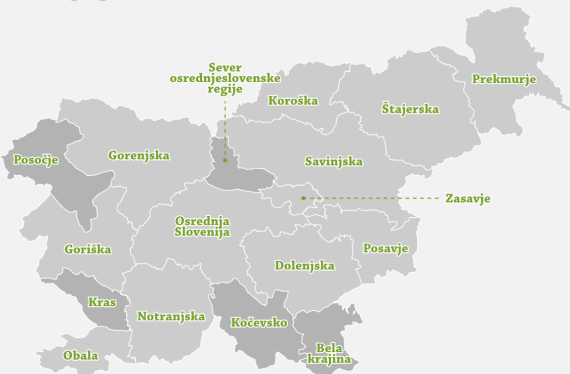 Sever
osrednjeslovenske
regije
Prekmurje
Koroška
Štajerska
Posočje
Gorenjska
Savinjska
Zasavje
Osrednja
Slovenija
Goriška
Posavje
Dolenjska
Kras
Notranjska
Kočevsko
Bela
krajina
Obala